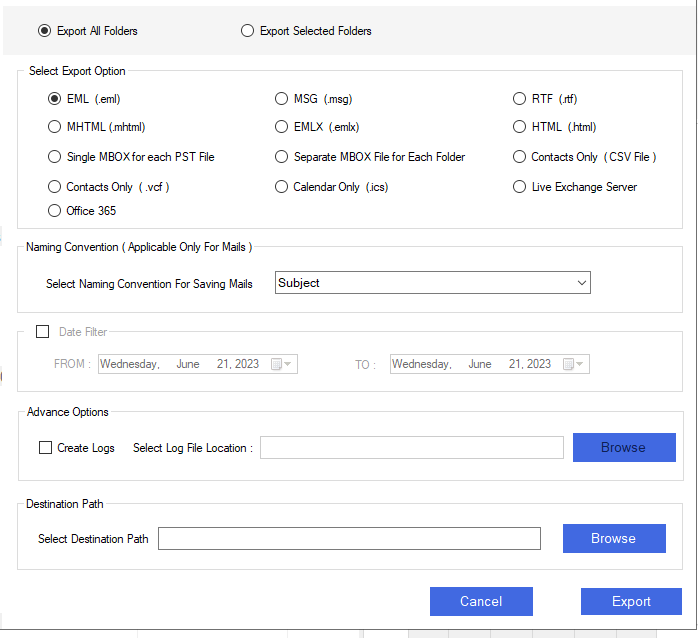 Export All Folders Export Selected Folders
Select Export Option
EML (.eml) MSG (.msg) RTF (.rtf)
MHTML (.mhtml) EMLX (.emlx) HTML (.html)
Single MBOX for each PST File Separate MBOX File for Each Folder Contacts Only ( CSV File )
Contacts Only ( .vcf ) Calendar Only (.ics) Live Exchange Server
Office 365
Naming Convention ( Applicable Only For Mails )
Select Naming Convention For Saving Mails Subject
Date Filter
FROM : Wednesday, June 21, 2023 TO : Wednesday, June 21, 2023
Advance Options
Create Logs Select Log File Location : Browse
Destination Path
Select Destination Path Browse
Cancel Export